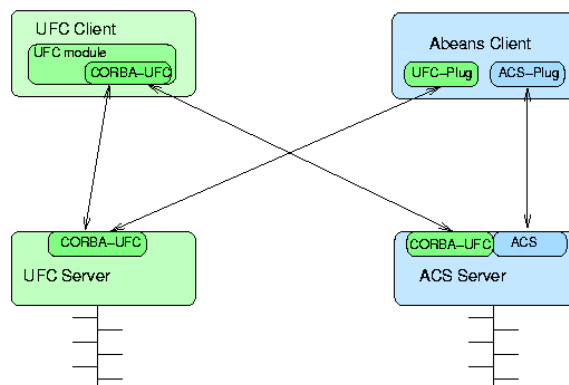 UFC Client
UFC module
CORBA-UFC
Abeans Client
UFC-Plug
ACS-Plug
CORBA-UFC
UFC Server
CORBA-UFC
ACS
ACS Server